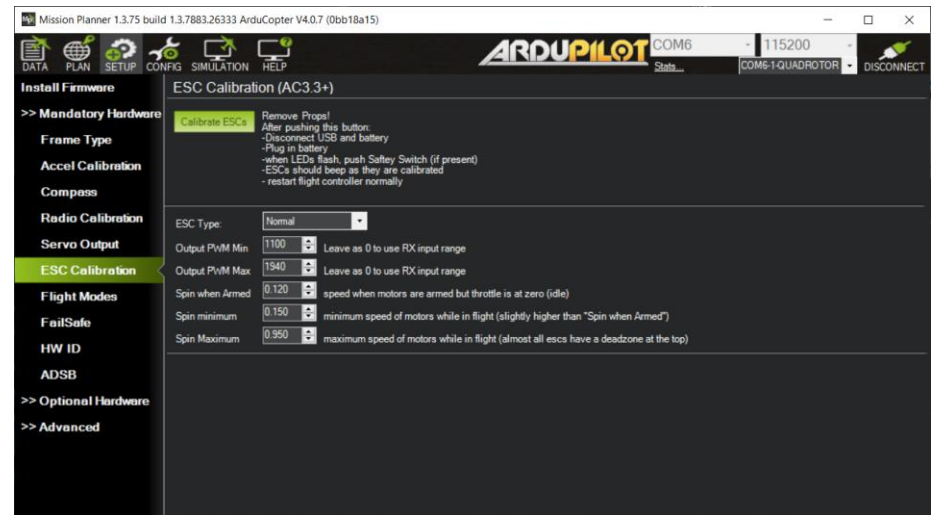 Mission Planner 1.3.75 build 1.3.7883.26333 ArduCopter V4.0.7 (0bb18a15)
DATA PLAN SETUP CONFIG SIMULATION HELP
ARDUPILOT
COM6 115200
Stats... COM6-1-QUADROTOR DISCONNECT
Install Firmware
>> Mandatory Hardware
Frame Type
Accel Calibration
Compass
Radio Calibration
Servo Output
ESC Calibration
Flight Modes
FailSafe
HW ID
ADSB
>> Optional Hardware
>> Advanced
ESC Calibration (AC3.3+)
Calibrate ESCs
Remove Props!
After pushing this button:
-Disconnect USB and battery
-Plug in battery
-when LEDs flash, push Saftey Switch (if present)
-ESCs should beep as they are calibrated
- restart flight controller normally
ESC Type: Normal
Output PWM Min 1100 Leave as 0 to use RX input range
Output PWM Max 1940 Leave as 0 to use RX input range
Spin when Armed 0.120 speed when motors are armed but throttle is at zero (idle)
Spin minimum 0.150 minimum speed of motors while in flight (slightly higher than "Spin when Armed")
Spin Maximum 0.950 maximum speed of motors while in flight (almost all escs have a deadzone at the top)